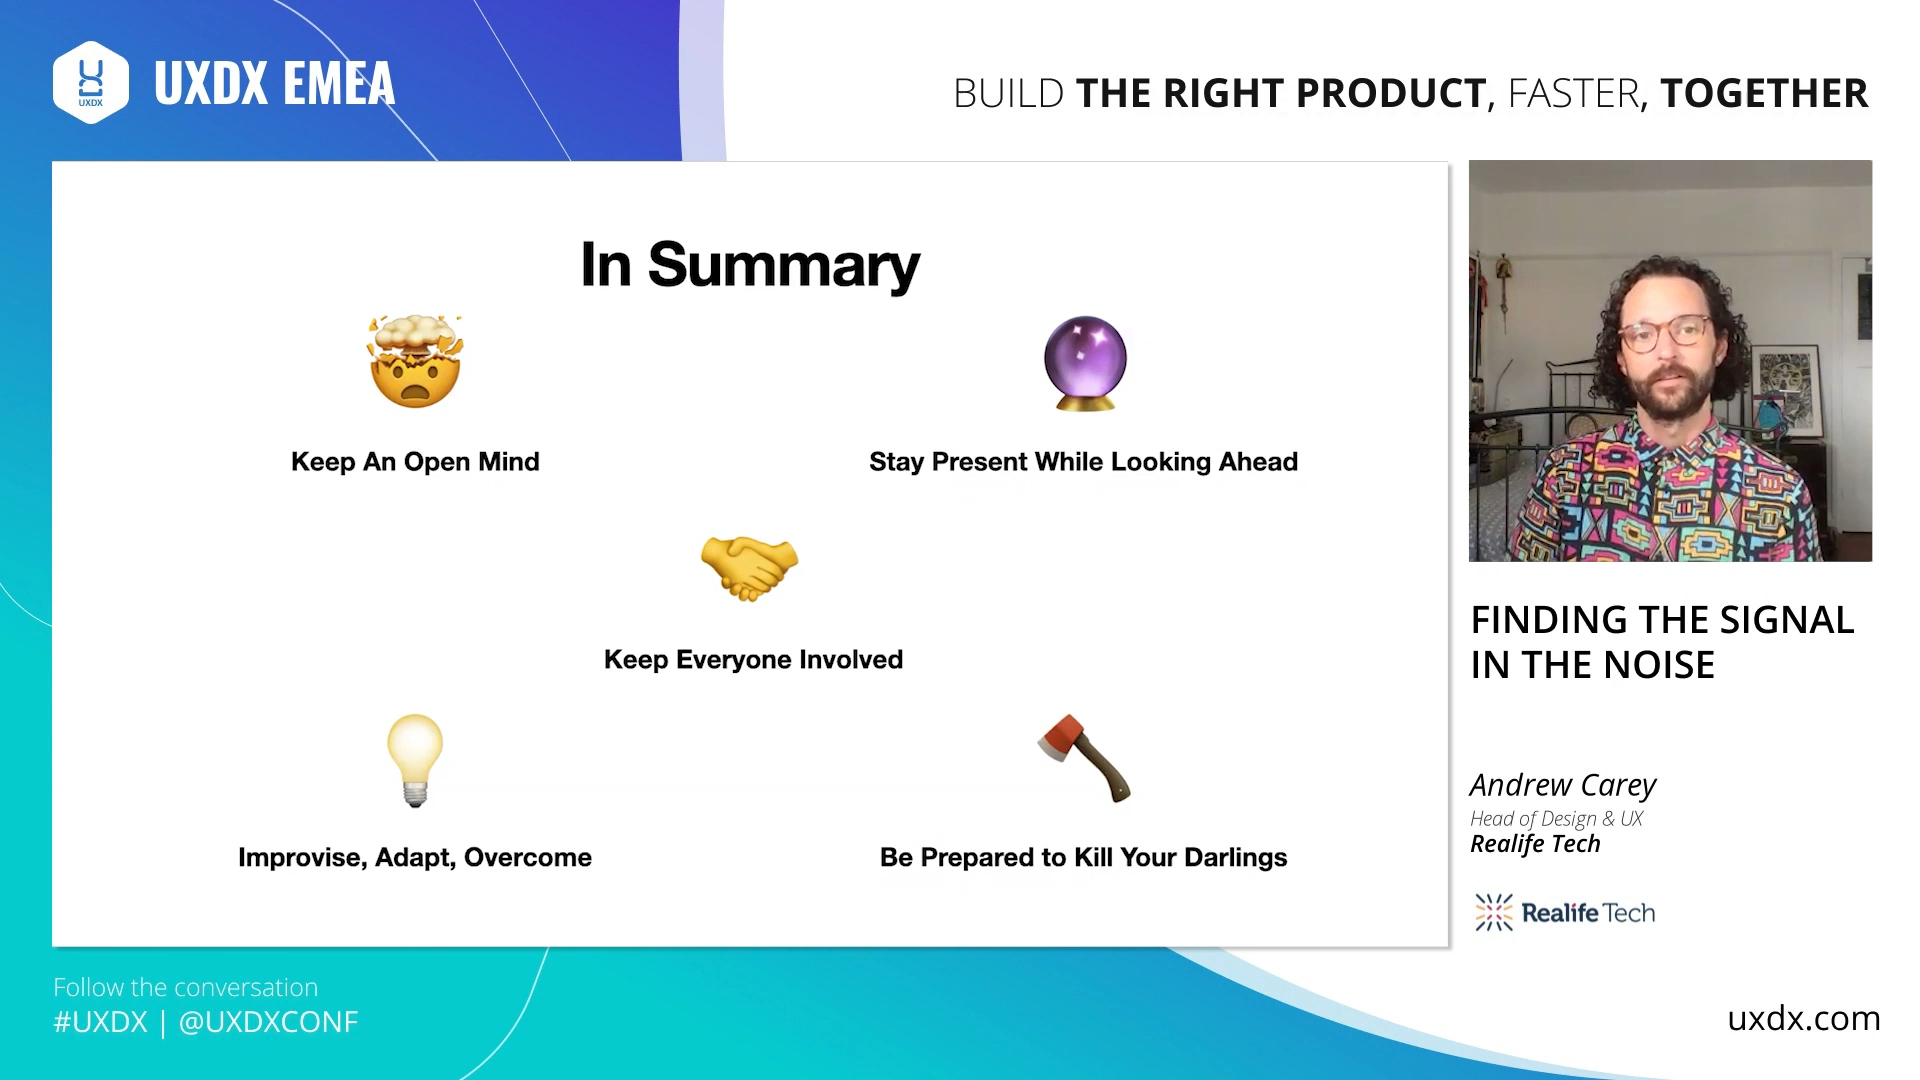 UXDX
UXDX EMEA
BUILD THE RIGHT PRODUCT, FASTER, TOGETHER
In Summary
Keep An Open Mind
Stay Present While Looking Ahead
Keep Everyone Involved
Improvise, Adapt, Overcome
Be Prepared to Kill Your Darlings
FINDING THE SIGNAL
IN THE NOISE
Andrew Carey
Head of Design & UX
Realife Tech
Realife Tech
Follow the conversation
#UXDX | @UXDXCONF
uxdx.com